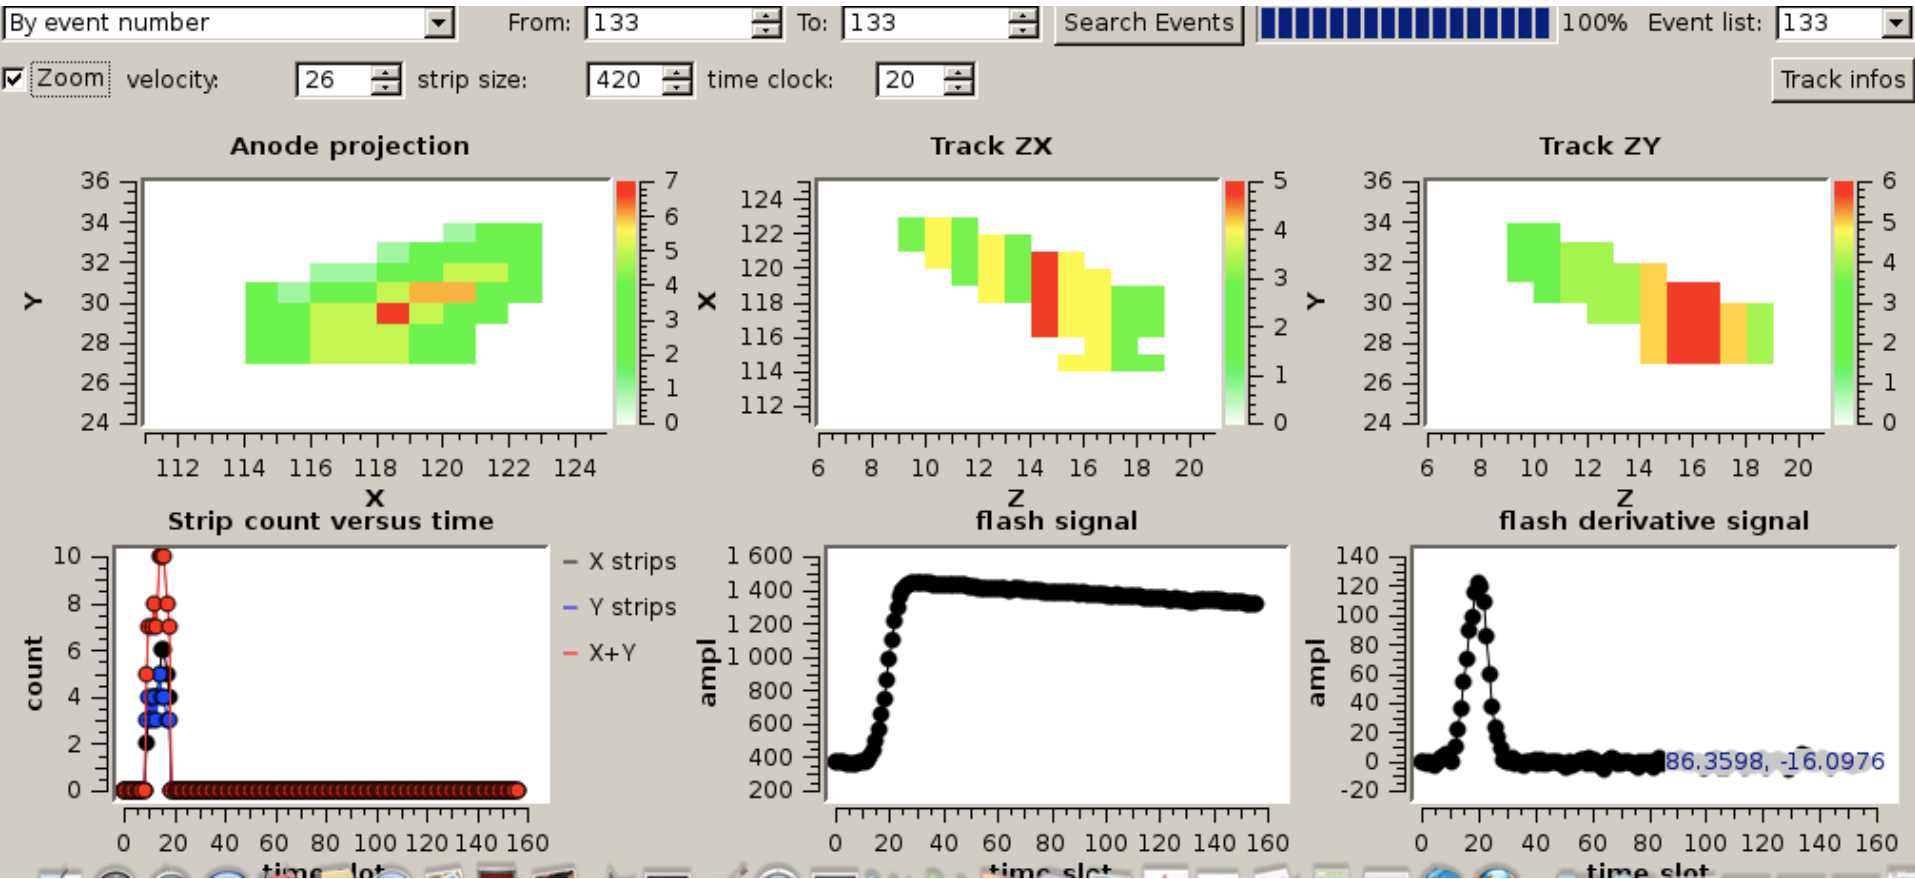 By event number From: 133 To: 133 Search Events 100% Event list: 133
Zoom velocity: 26 strip size: 420 time clock: 20 Track infos
Anode projection
Y
36
34
32
30
28
26
24
112 114 116 118 120 122 124
X
7
6
5
4
3
2
1
0
Track ZX
X
124
122
120
118
116
114
112
6 8 10 12 14 16 18 20
Z
5
4
3
2
1
0
Track ZY
Y
36
34
32
30
28
26
24
6 8 10 12 14 16 18 20
Z
6
5
4
3
2
1
0
Strip count versus time
count
10
8
6
4
2
0
0 20 40 60 80 100 120 140 160
time slot
X strips
Y strips
X+Y
flash signal
ampl
1 600
1 400
1 200
1 000
800
600
400
200
0 20 40 60 80 100 120 140 160
time slot
flash derivative signal
ampl
140
120
100
80
60
40
20
0
-20
86.3598, -16.0976
0 20 40 60 80 100 120 140 160
time slot